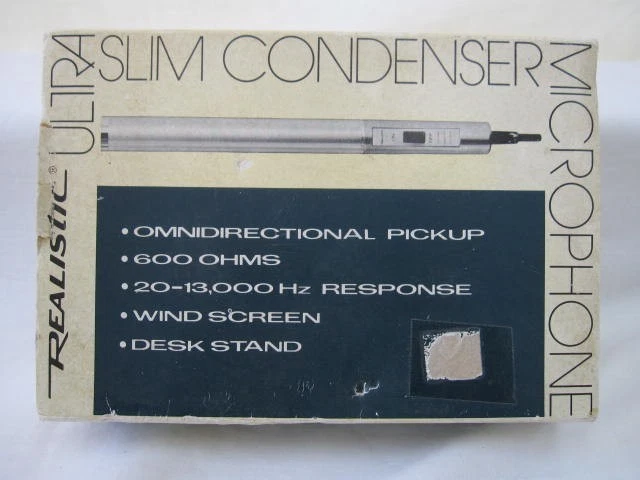 REALISTIC®
ULTRA
SLIM CONDENSER
MICROPHONE
• OMNIDIRECTIONAL PICKUP
• 600 OHMS
• 20-13,000 Hz RESPONSE
• WIND SCREEN
• DESK STAND